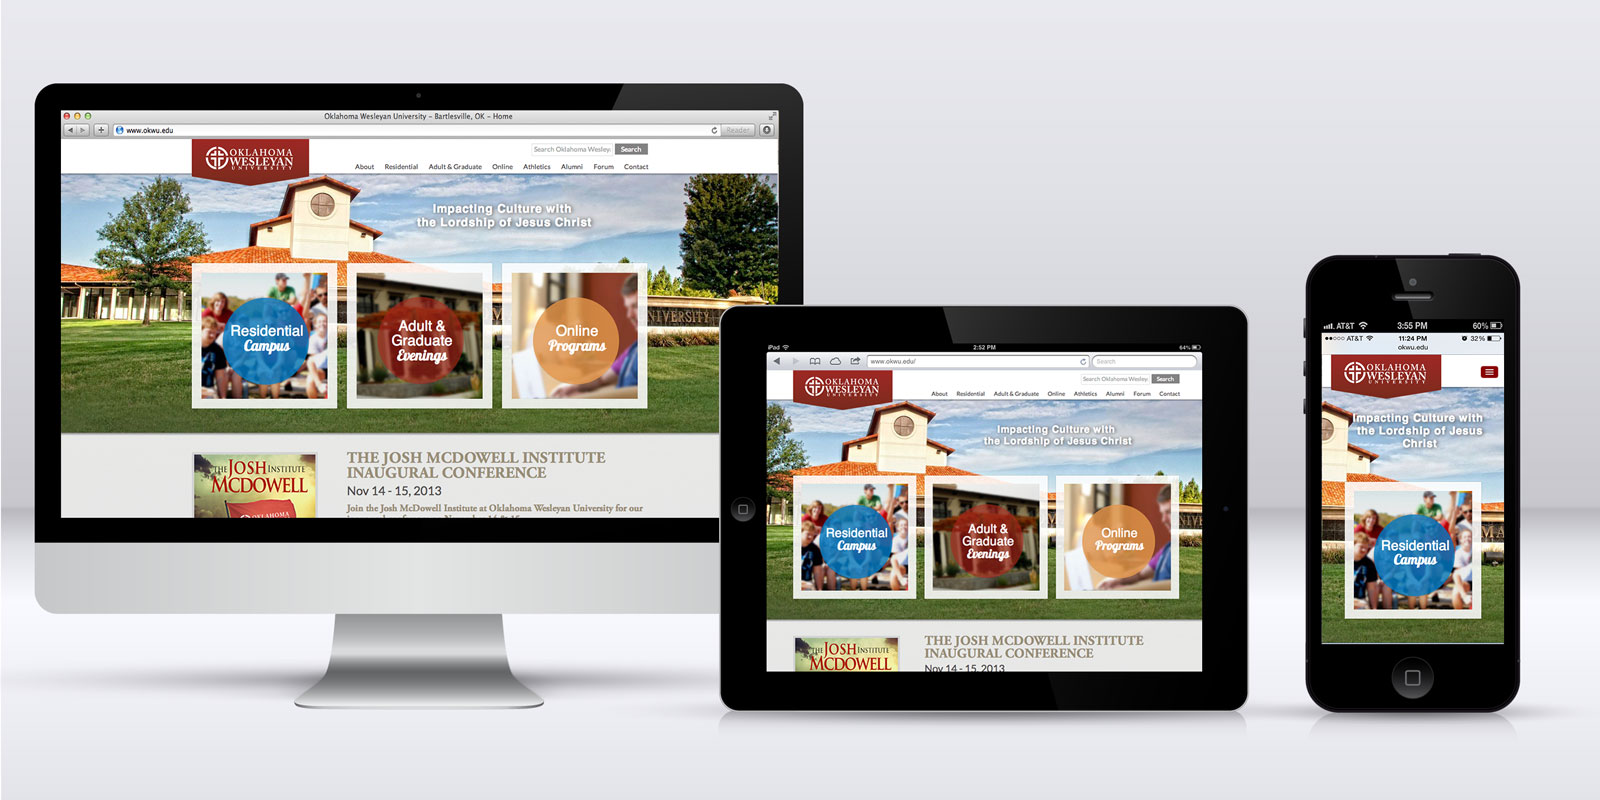 Oklahoma Wesleyan University – Bartlesville, OK – Home
www.okwu.edu
Reader
OKLAHOMA
WESLEYAN
UNIVERSITY
Search Oklahoma Wesley
Search
About Residential Adult & Graduate Online Athletics Alumni Forum Contact
Impacting Culture with
the Lordship of Jesus Christ
Residential
Campus
Adult &
Graduate
Evenings
Online
Programs
UNIVERSITY
THE JOSH INSTITUTE
MCDOWELL
THE JOSH MCDOWELL INSTITUTE
INAUGURAL CONFERENCE
Nov 14 - 15, 2013
Join the Josh McDowell Institute at Oklahoma Wesleyan University for our
iPad
2:52 PM
64%
www.okwu.edu/
Search
OKLAHOMA
WESLEYAN
UNIVERSITY
Search Oklahoma Wesley
Search
About Residential Adult & Graduate Online Athletics Alumni Forum Contact
Impacting Culture with
the Lordship of Jesus Christ
Residential
Campus
Adult &
Graduate
Evenings
Online
Programs
THE JOSH INSTITUTE
MCDOWELL
THE JOSH MCDOWELL INSTITUTE
INAUGURAL CONFERENCE
Nov 14 - 15, 2013
AT&T 3:55 PM 60%
AT&T 11:24 PM 32%
okwu.edu
OKLAHOMA
WESLEYAN
UNIVERSITY
Impacting Culture with
the Lordship of Jesus
Christ
Residential
Campus